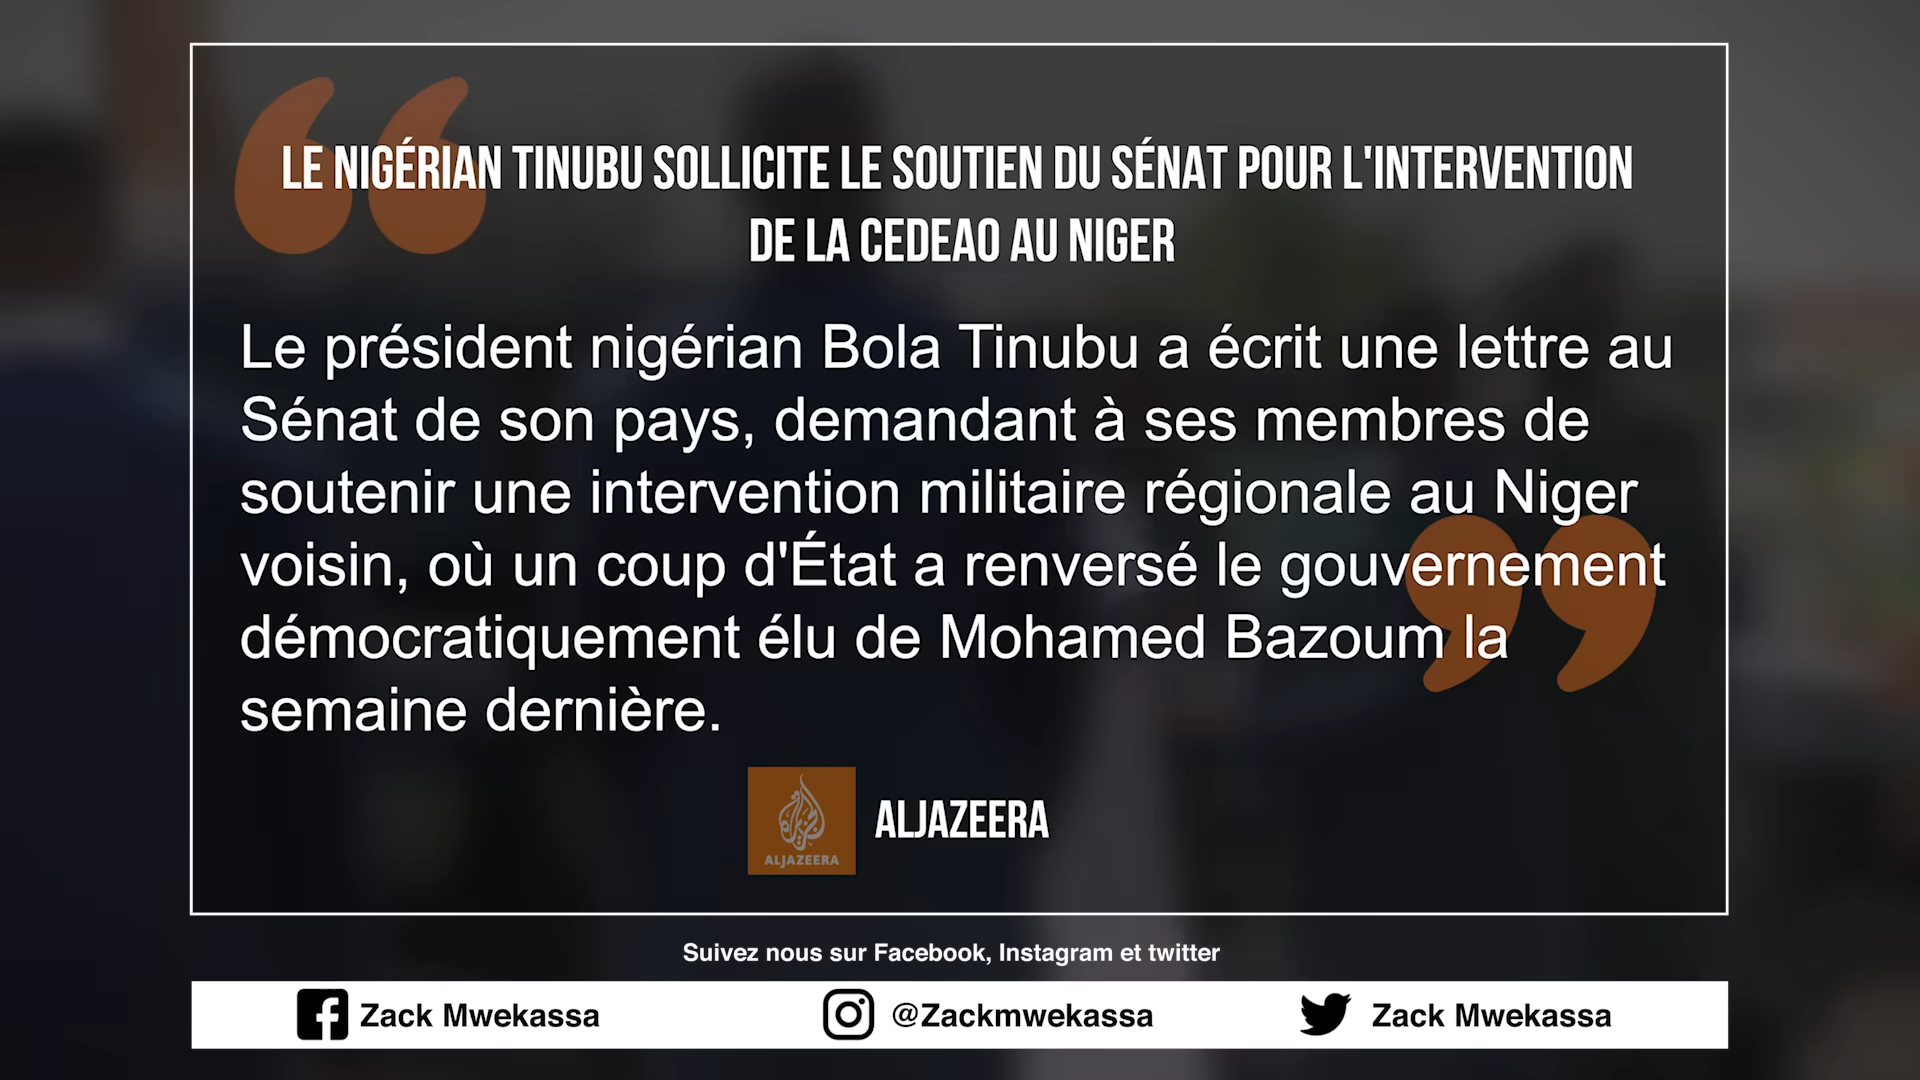 LE NIGÉRIAN TINUBU SOLLICITE LE SOUTIEN DU SÉNAT POUR L'INTERVENTION
DE LA CEDEAO AU NIGER
Le président nigérian Bola Tinubu a écrit une lettre au
Sénat de son pays, demandant à ses membres de
soutenir une intervention militaire régionale au Niger
voisin, où un coup d'État a renversé le gouvernement
démocratiquement élu de Mohamed Bazoum la
semaine dernière.
ALJAZEERA
ALJAZEERA
Suivez nous sur Facebook, Instagram et twitter
Zack Mwekassa
@Zackmwekassa
Zack Mwekassa